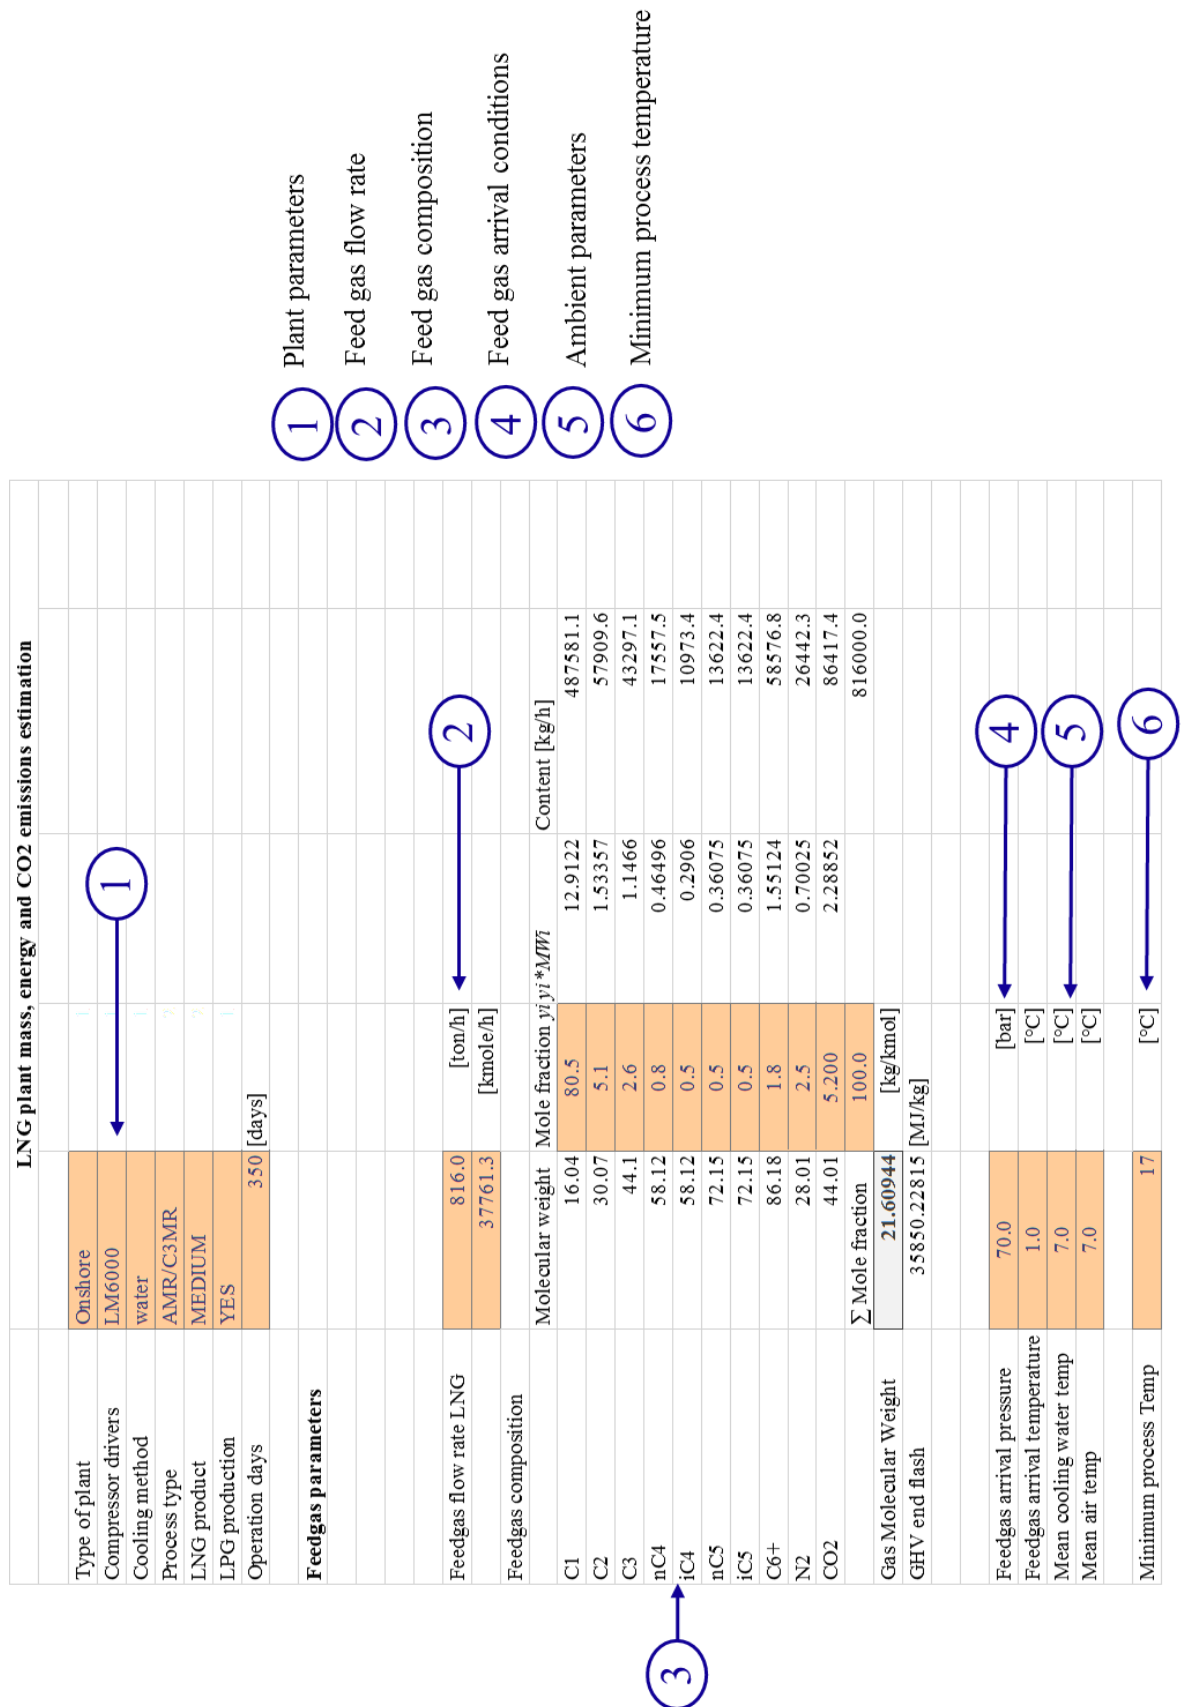 LNG plant mass, energy and CO2 emissions estimation
Type of plant Onshore
Compressor drivers LM6000
Cooling method water
Process type AMR/C3MR
LNG product MEDIUM
LPG production YES
Operation days 350 [days]
1
Feedgas parameters
Feedgas flow rate LNG 816.0 [ton/h]
37761.3 [kmole/h]
2
Feedgas composition
Molecular weight Mole fraction yi yi*MWi Content [kg/h]
C1 16.04 80.5 12.9122 487581.1
C2 30.07 5.1 1.53357 57909.6
C3 44.1 2.6 1.1466 43297.1
nC4 58.12 0.8 0.46496 17557.5
iC4 58.12 0.5 0.2906 10973.4
nC5 72.15 0.5 0.36075 13622.4
iC5 72.15 0.5 0.36075 13622.4
C6+ 86.18 1.8 1.55124 58576.8
N2 28.01 2.5 0.70025 26442.3
CO2 44.01 5.200 2.28852 86417.4
∑ Mole fraction 100.0 816000.0
3
Gas Molecular Weight 21.60944 [kg/kmol]
GHV end flash 35850.22815 [MJ/kg]
Feedgas arrival pressure 70.0 [bar]
4
Feedgas arrival temperature 1.0 [°C]
Mean cooling water temp 7.0 [°C]
5
Mean air temp 7.0 [°C]
Minimum process Temp 17 [°C]
6
1 Plant parameters
2 Feed gas flow rate
3 Feed gas composition
4 Feed gas arrival conditions
5 Ambient parameters
6 Minimum process temperature